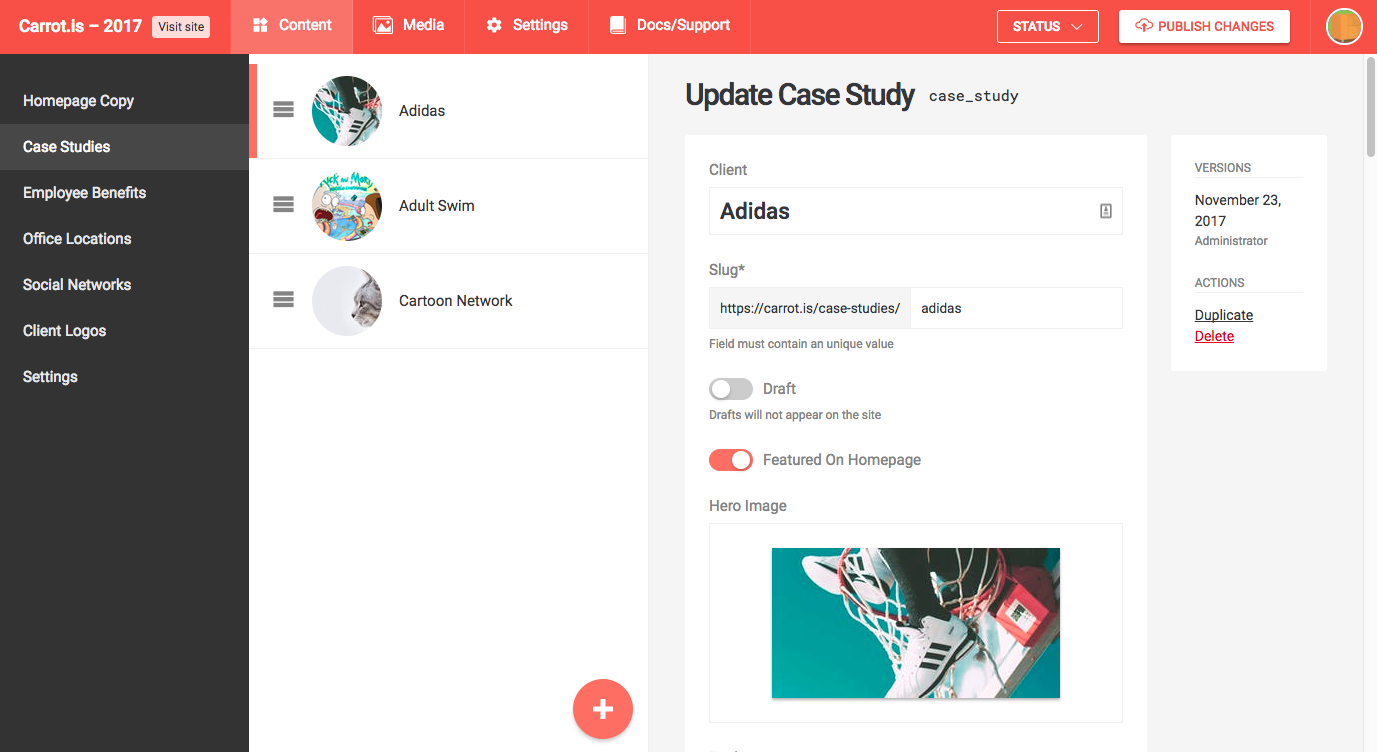 Carrot.is – 2017
Visit site
Content
Media
Settings
Docs/Support
STATUS
PUBLISH CHANGES
Homepage Copy
Case Studies
Employee Benefits
Office Locations
Social Networks
Client Logos
Settings
Adidas
Adult Swim
Cartoon Network
Update Case Study case_study
Client
Adidas
Slug*
https://carrot.is/case-studies/ adidas
Field must contain an unique value
Draft
Drafts will not appear on the site
Featured On Homepage
Hero Image
VERSIONS
November 23,
2017
Administrator
ACTIONS
Duplicate
Delete